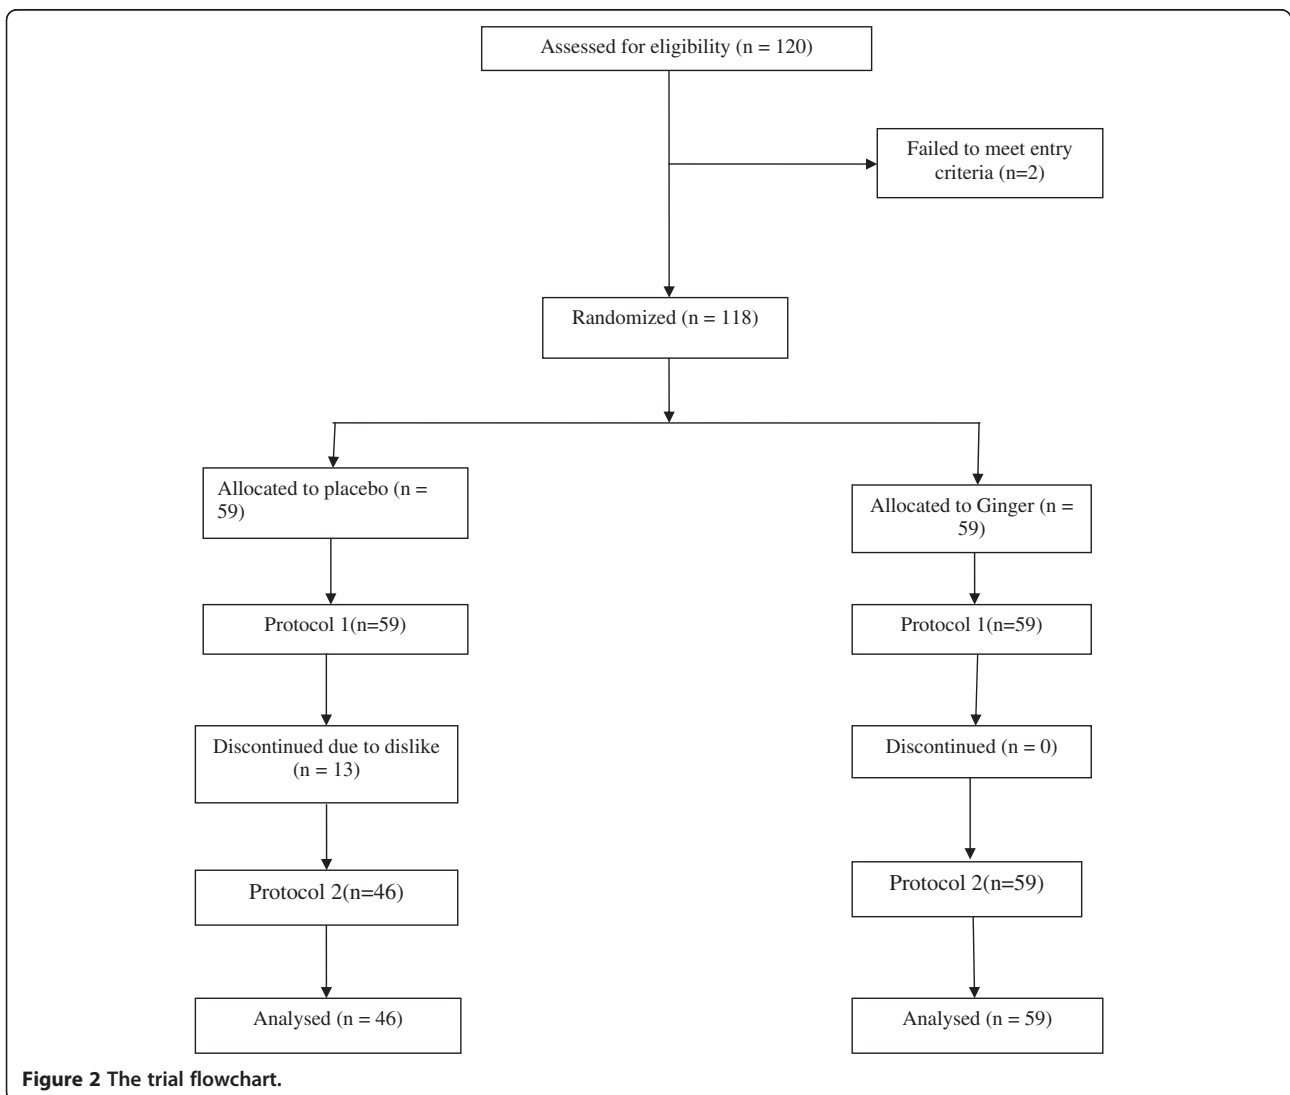 Assessed for eligibility (n = 120)
Failed to meet entry
criteria (n=2)
Randomized (n = 118)
Allocated to placebo (n =
59)
Allocated to Ginger (n =
59)
Protocol 1(n=59)
Protocol 1(n=59)
Discontinued due to dislike
(n = 13)
Discontinued (n = 0)
Protocol 2(n=46)
Protocol 2(n=59)
Analysed (n = 46)
Analysed (n = 59)
Figure 2 The trial flowchart.